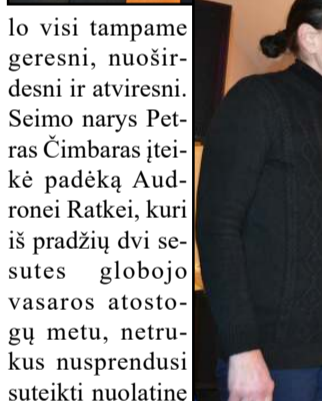 lo visi tampame
geresni, nuošir-
desni ir atviresni.
Seimo narys Pet-
ras Čimbaras įtei-
kė padėką Aud-
ronei Ratkei, kuri
iš pradžių dvi se-
sutes globojo
vasaros atosto-
gų metu, netru-
kus nusprendusi
suteikti nuolatinę